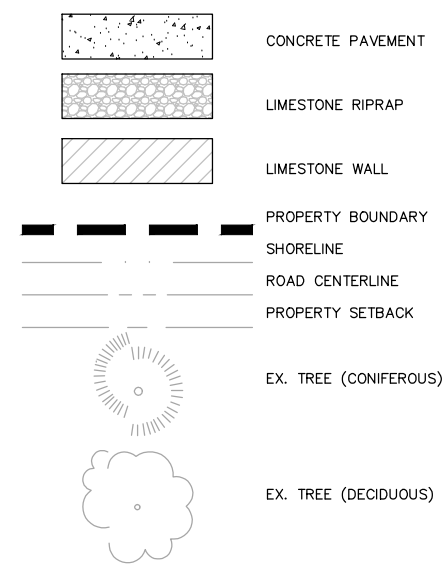 CONCRETE PAVEMENT
LIMESTONE RIPRAP
LIMESTONE WALL
PROPERTY BOUNDARY
SHORELINE
ROAD CENTERLINE
PROPERTY SETBACK
EX. TREE (CONIFEROUS)
EX. TREE (DECIDUOUS)